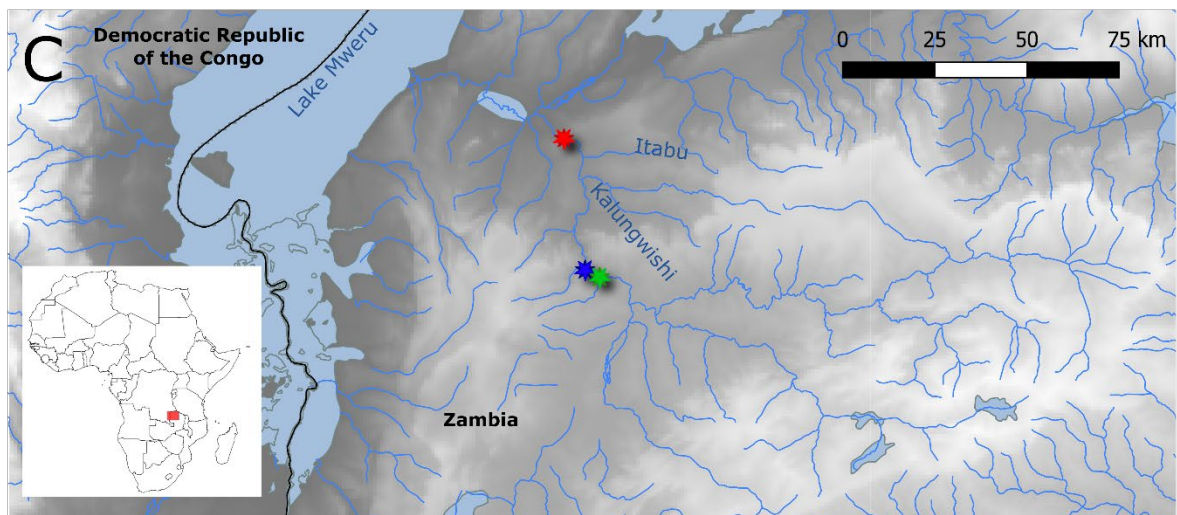 C
Democratic Republic
of the Congo
Lake Mweru
0 25 50 75 km
Itabu
Kalungwishi
Zambia